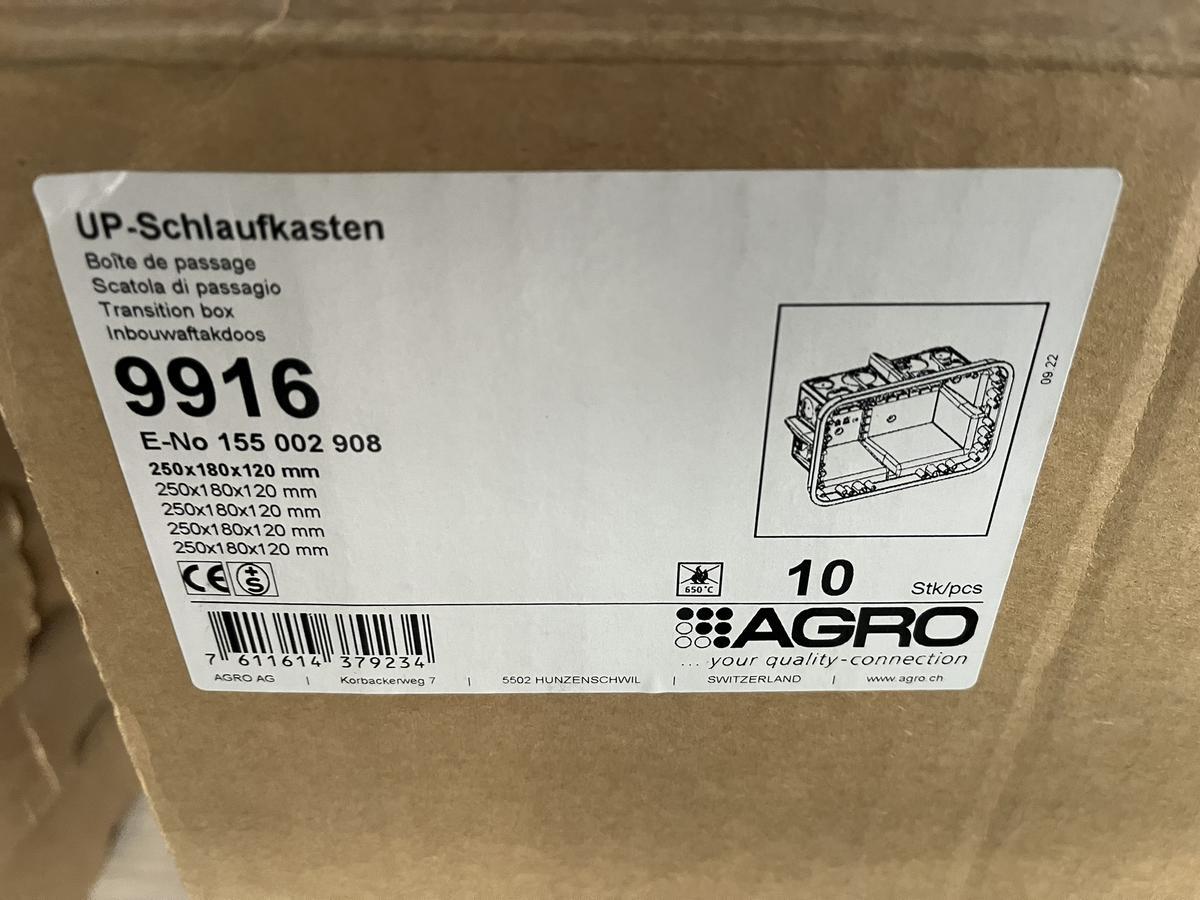 UP-Schlaufkasten
Boîte de passage
Scatola di passagio
Transition box
Inbouwaftakdoos
9916
E-No 155 002 908
250x180x120 mm
250x180x120 mm
250x180x120 mm
250x180x120 mm
250x180x120 mm
09.22
CE +S
650°C
10 Stk/pcs
AGRO
... your quality-connection
7 611614 379234
AGRO AG | Korbackerweg 7 | 5502 HUNZENSCHWIL | SWITZERLAND | www.agro.ch